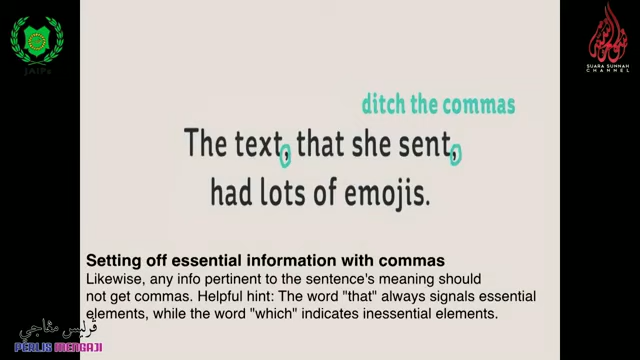 JAIPs
SUARA SUNNAH
CHANNEL
ditch the commas
The text, that she sent,
had lots of emojis.
Setting off essential information with commas
Likewise, any info pertinent to the sentence's meaning should
not get commas. Helpful hint: The word "that" always signals essential
elements, while the word "which" indicates inessential elements.
ڤرليس مڠاجي
PERLIS MENGAJI